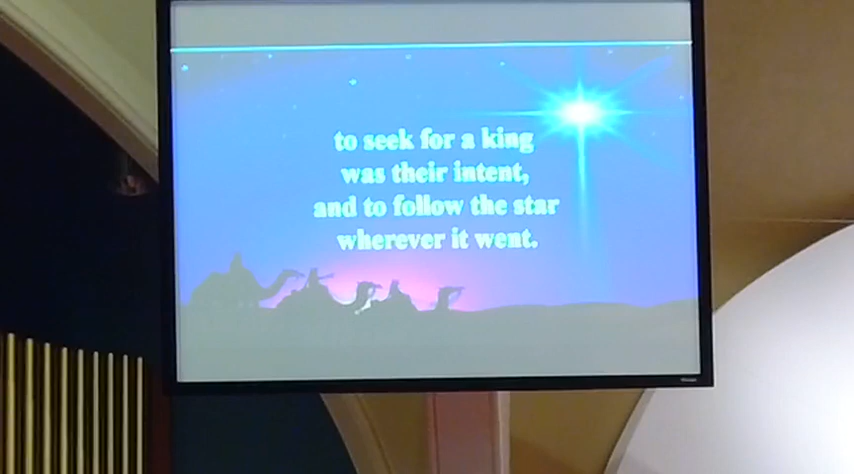 to seek for a king
was their intent,
and to follow the star
wherever it went.